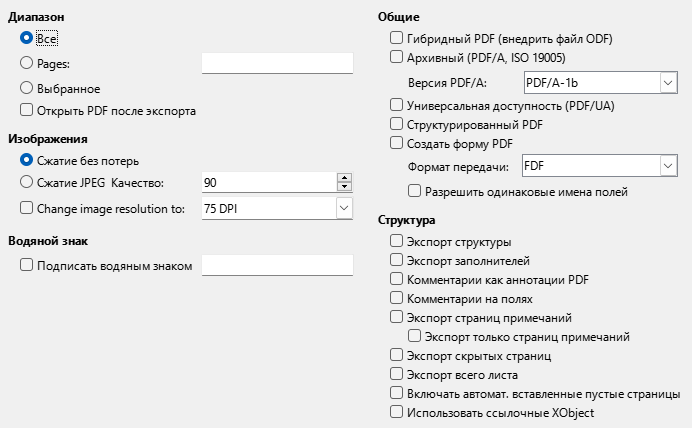 Диапазон
Все
Pages:
Выбранное
Открыть PDF после экспорта
Изображения
Сжатие без потерь
Сжатие JPEG Качество: 90
Change image resolution to: 75 DPI
Водяной знак
Подписать водяным знаком
Общие
Гибридный PDF (внедрить файл ODF)
Архивный (PDF/A, ISO 19005)
Версия PDF/A: PDF/A-1b
Универсальная доступность (PDF/UA)
Структурированный PDF
Создать форму PDF
Формат передачи: FDF
Разрешить одинаковые имена полей
Структура
Экспорт структуры
Экспорт заполнителей
Комментарии как аннотации PDF
Комментарии на полях
Экспорт страниц примечаний
Экспорт только страниц примечаний
Экспорт скрытых страниц
Экспорт всего листа
Включать автомат. вставленные пустые страницы
Использовать ссылочные XObject